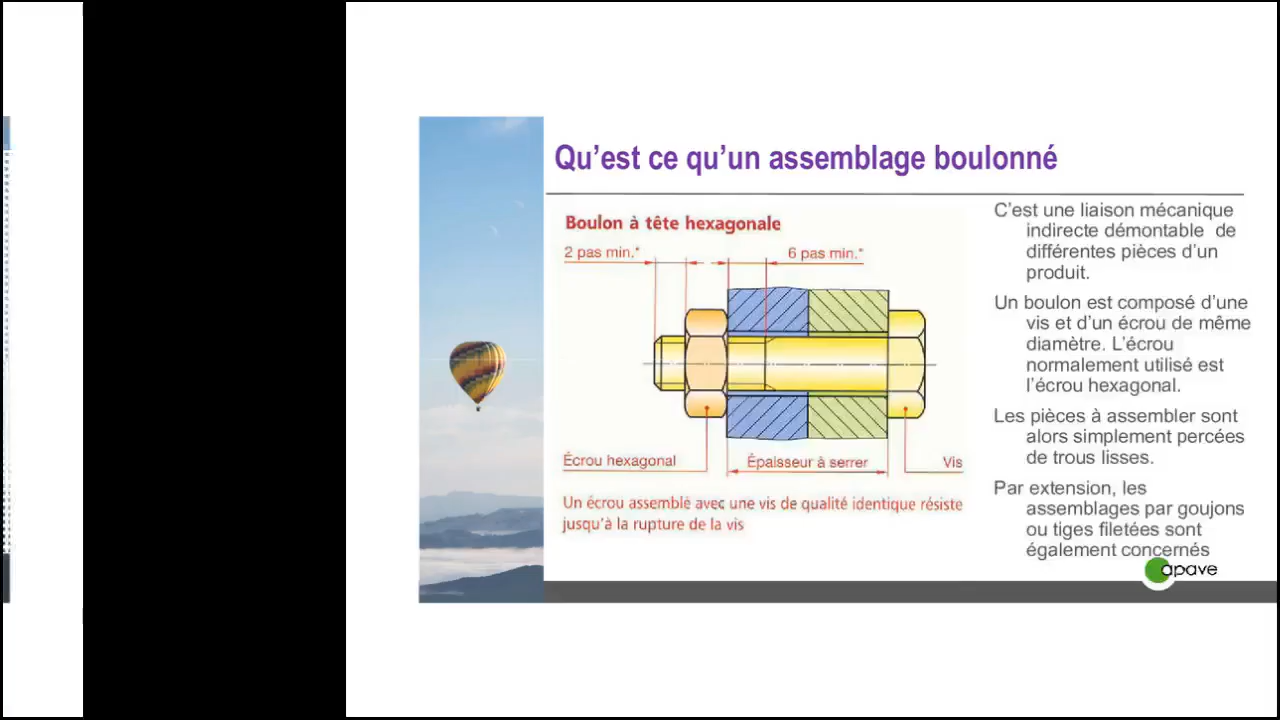 Qu’est ce qu’un assemblage boulonné
Boulon à tête hexagonale
2 pas min.*
6 pas min.*
Écrou hexagonal
Épaisseur à serrer
Vis
Un écrou assemblé avec une vis de qualité identique résiste
jusqu’à la rupture de la vis
C’est une liaison mécanique
indirecte démontable de
différentes pièces d’un
produit.
Un boulon est composé d’une
vis et d’un écrou de même
diamètre. L’écrou
normalement utilisé est
l’écrou hexagonal.
Les pièces à assembler sont
alors simplement percées
de trous lisses.
Par extension, les
assemblages par goujons
ou tiges filetées sont
également concernés
apave